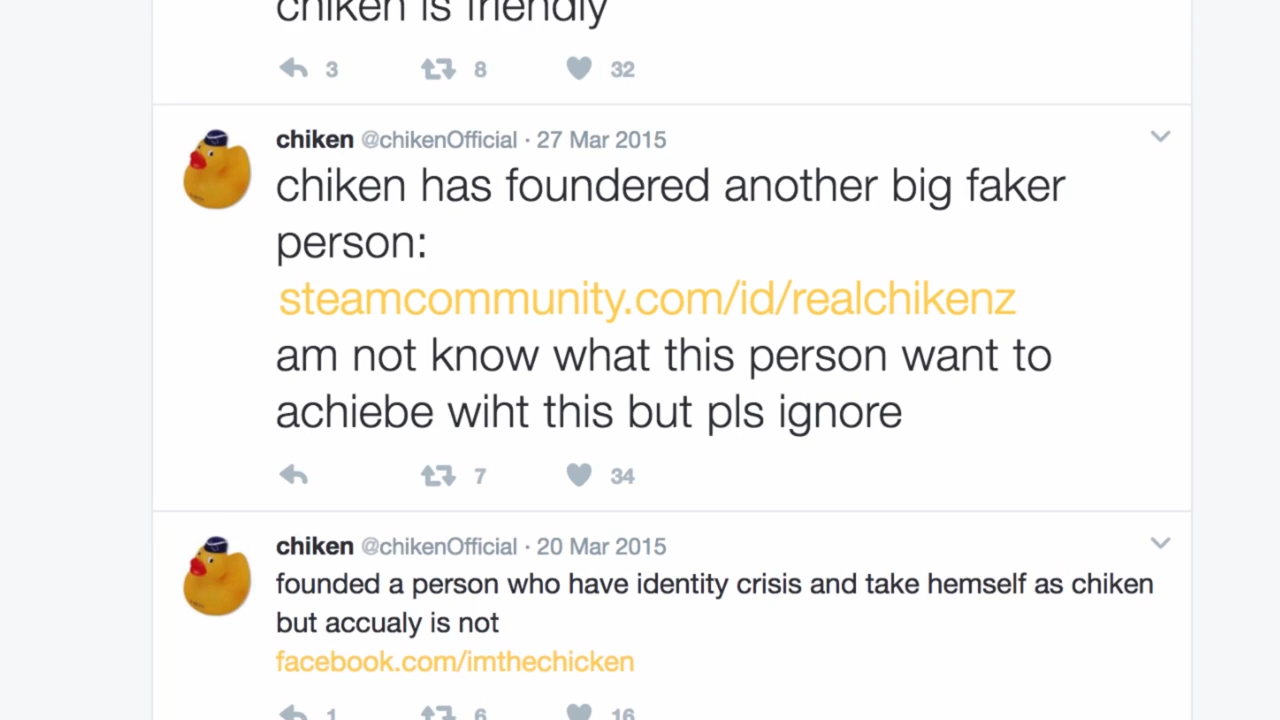 chiken is friendly
3 8 32
chiken @chikenOfficial · 27 Mar 2015
chiken has foundered another big faker
person:
steamcommunity.com/id/realchikenz
am not know what this person want to
achiebe wiht this but pls ignore
7 34
chiken @chikenOfficial · 20 Mar 2015
founded a person who have identity crisis and take hemself as chiken
but accualy is not
facebook.com/imthechicken
1 6 16